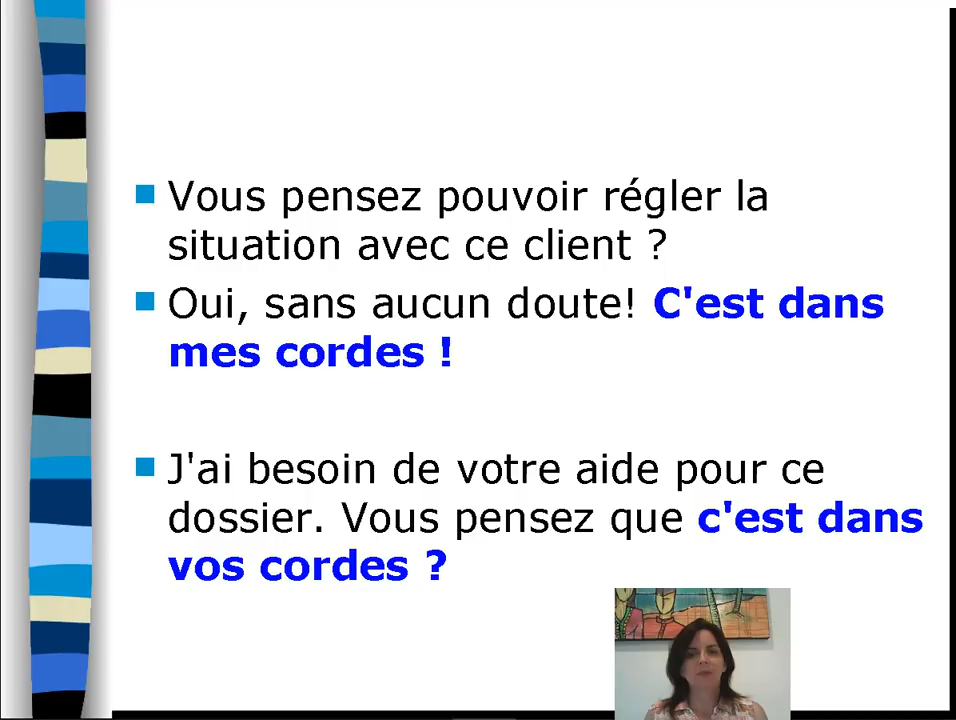 Vous pensez pouvoir régler la
situation avec ce client ?
Oui, sans aucun doute! C'est dans
mes cordes !
J'ai besoin de votre aide pour ce
dossier. Vous pensez que c'est dans
vos cordes ?